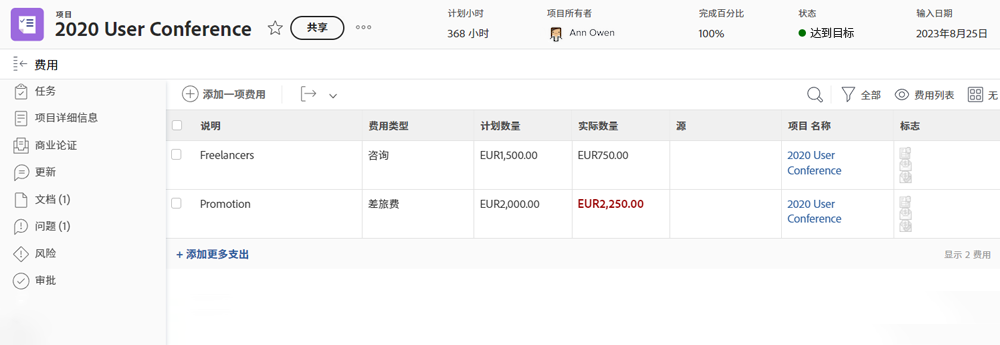 项目
2020 User Conference
共享
计划小时
368 小时
项目所有者
Ann Owen
完成百分比
100%
状态
达到目标
输入日期
2023年8月25日
费用
任务
项目详细信息
商业论证
更新
文档 (1)
问题 (1)
风险
审批
添加一项费用
全部
费用列表
无
说明 费用类型 计划数量 实际数量 源 项目 名称 标志
Freelancers 咨询 EUR1,500.00 EUR750.00 2020 User
Conference
Promotion 差旅费 EUR2,000.00 EUR2,250.00 2020 User
Conference
+ 添加更多支出
显示 2 费用